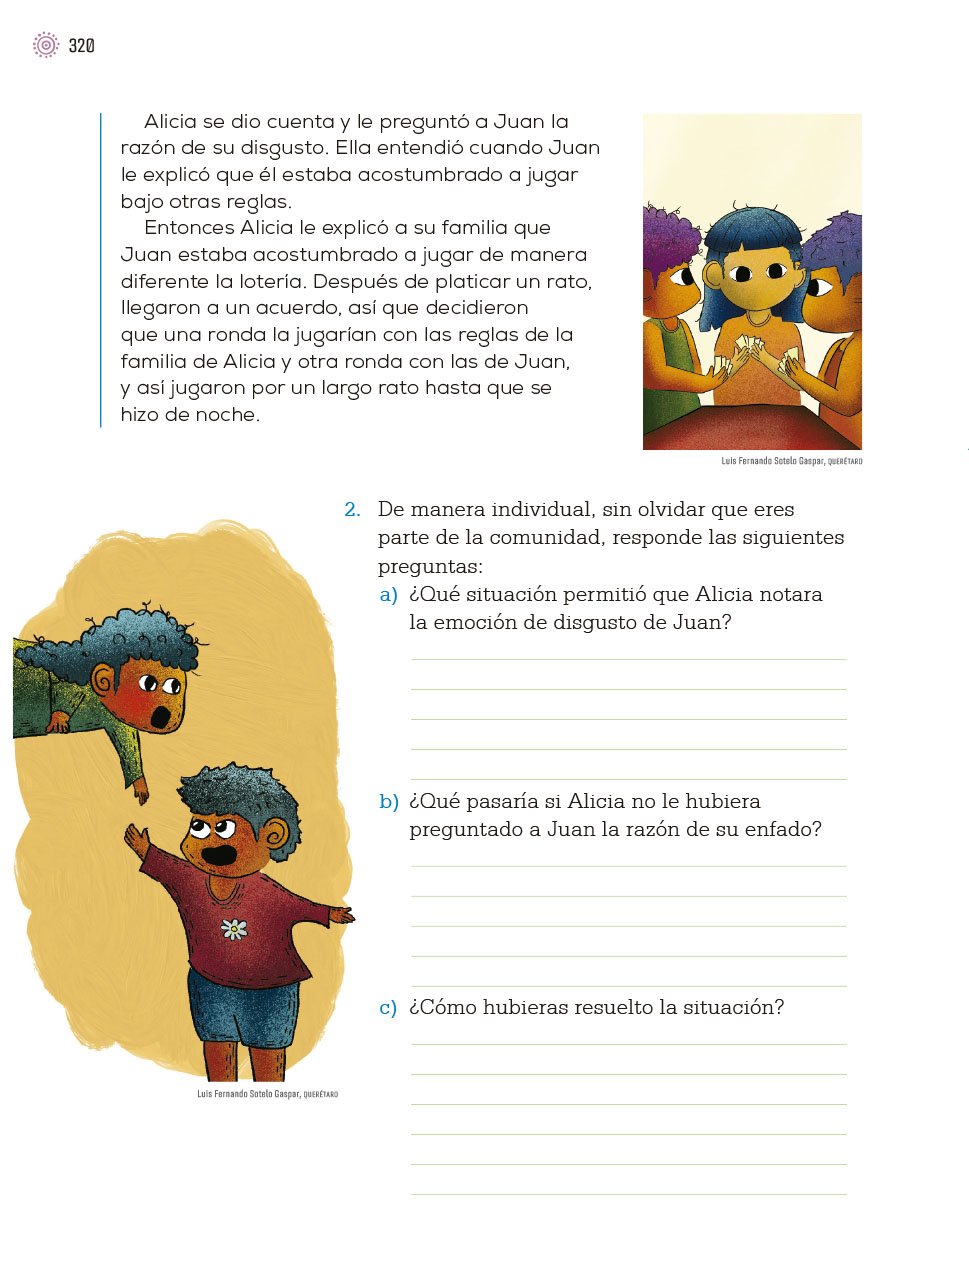 320
Alicia se dio cuenta y le preguntó a Juan la
razón de su disgusto. Ella entendió cuando Juan
le explicó que él estaba acostumbrado a jugar
bajo otras reglas.
Entonces Alicia le explicó a su familia que
Juan estaba acostumbrado a jugar de manera
diferente la lotería. Después de platicar un rato,
llegaron a un acuerdo, así que decidieron
que una ronda la jugarían con las reglas de la
familia de Alicia y otra ronda con las de Juan,
y así jugaron por un largo rato hasta que se
hizo de noche.
Luis Fernando Sotelo Gaspar, QUERÉTARO
2. De manera individual, sin olvidar que eres
parte de la comunidad, responde las siguientes
preguntas:
a) ¿Qué situación permitió que Alicia notara
la emoción de disgusto de Juan?
b) ¿Qué pasaría si Alicia no le hubiera
preguntado a Juan la razón de su enfado?
c) ¿Cómo hubieras resuelto la situación?
Luis Fernando Sotelo Gaspar, QUERÉTARO